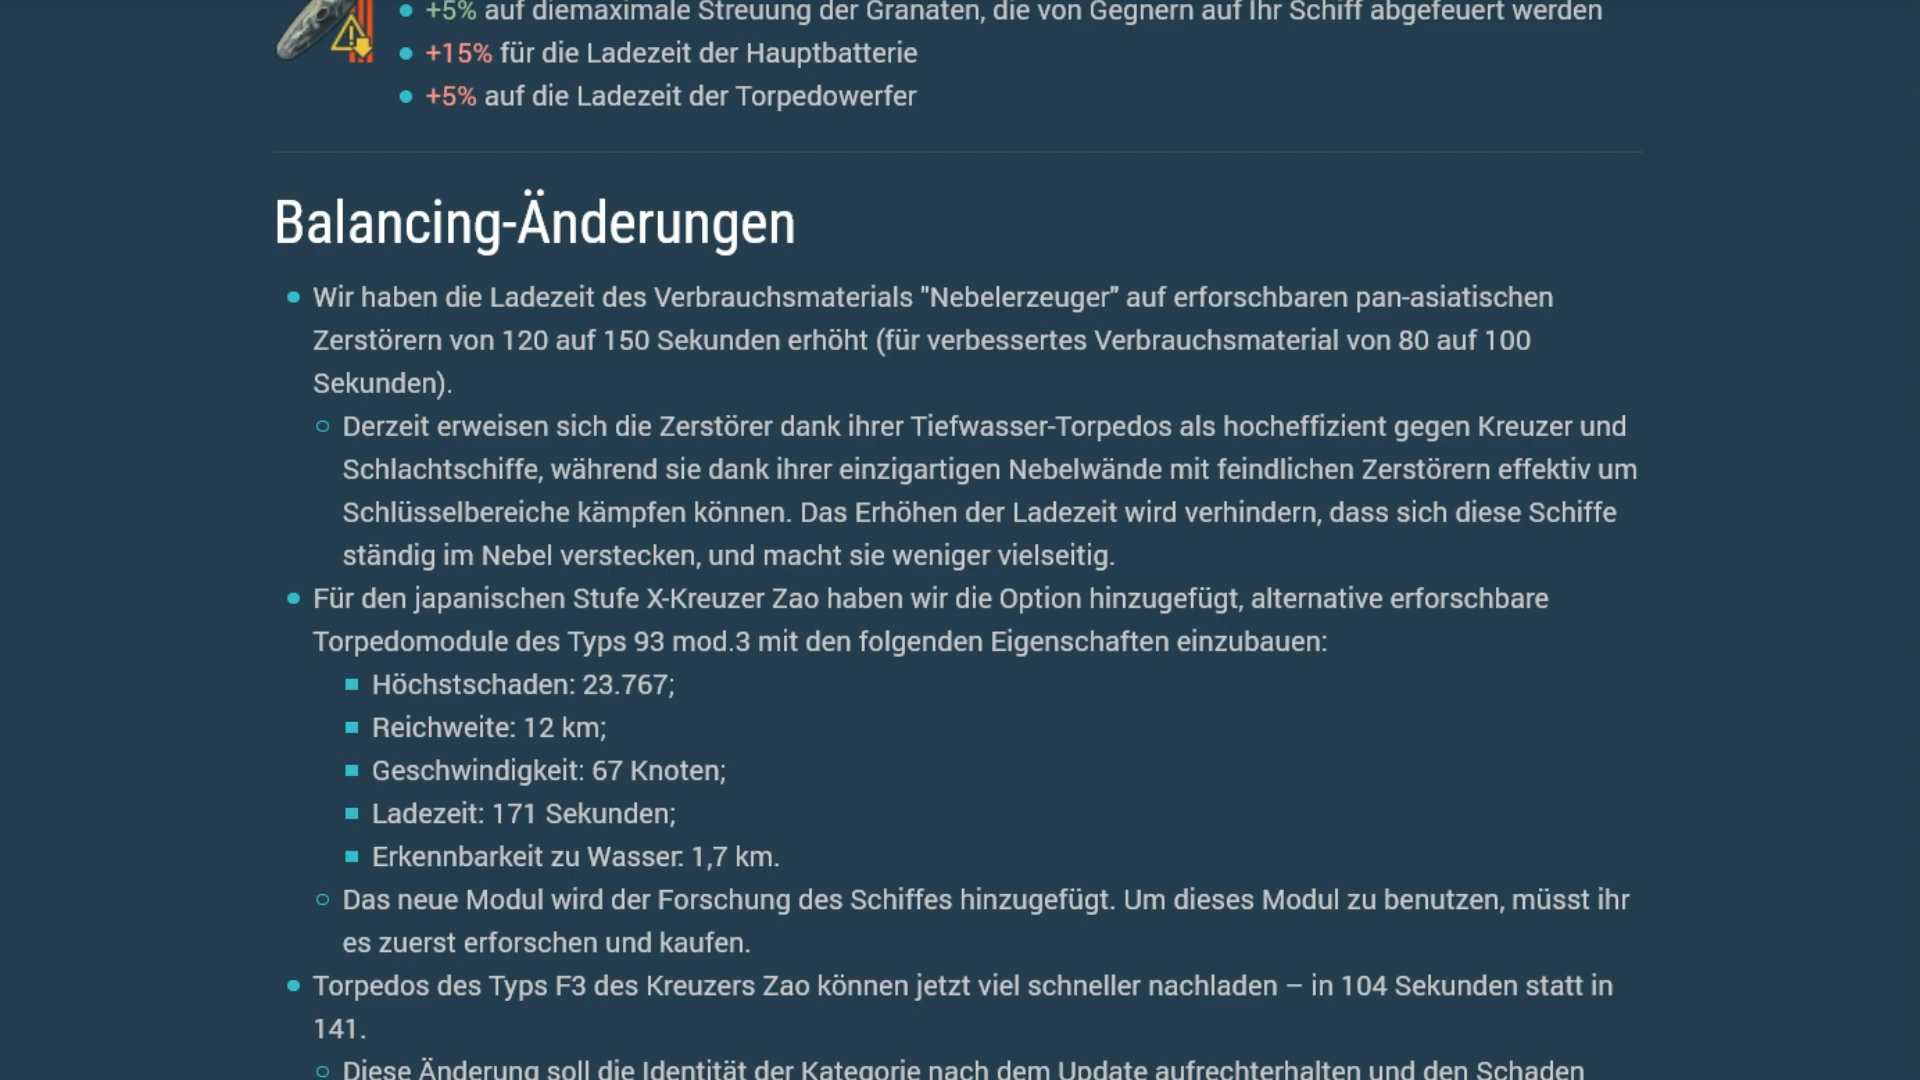 +5% auf diemaximale Streuung der Granaten, die von Gegnern auf Ihr Schiff abgefeuert werden
+15% für die Ladezeit der Hauptbatterie
+5% auf die Ladezeit der Torpedowerfer
Balancing-Änderungen
Wir haben die Ladezeit des Verbrauchsmaterials "Nebelerzeuger" auf erforschbaren pan-asiatischen
Zerstörern von 120 auf 150 Sekunden erhöht (für verbessertes Verbrauchsmaterial von 80 auf 100
Sekunden).
Derzeit erweisen sich die Zerstörer dank ihrer Tiefwasser-Torpedos als hocheffizient gegen Kreuzer und
Schlachtschiffe, während sie dank ihrer einzigartigen Nebelwände mit feindlichen Zerstörern effektiv um
Schlüsselbereiche kämpfen können. Das Erhöhen der Ladezeit wird verhindern, dass sich diese Schiffe
ständig im Nebel verstecken, und macht sie weniger vielseitig.
Für den japanischen Stufe X-Kreuzer Zao haben wir die Option hinzugefügt, alternative erforschbare
Torpedomodule des Typs 93 mod.3 mit den folgenden Eigenschaften einzubauen:
Höchstschaden: 23.767;
Reichweite: 12 km;
Geschwindigkeit: 67 Knoten;
Ladezeit: 171 Sekunden;
Erkennbarkeit zu Wasser: 1,7 km.
Das neue Modul wird der Forschung des Schiffes hinzugefügt. Um dieses Modul zu benutzen, müsst ihr
es zuerst erforschen und kaufen.
Torpedos des Typs F3 des Kreuzers Zao können jetzt viel schneller nachladen – in 104 Sekunden statt in
141.
Diese Änderung soll die Identität der Kategorie nach dem Update aufrechterhalten und den Schaden